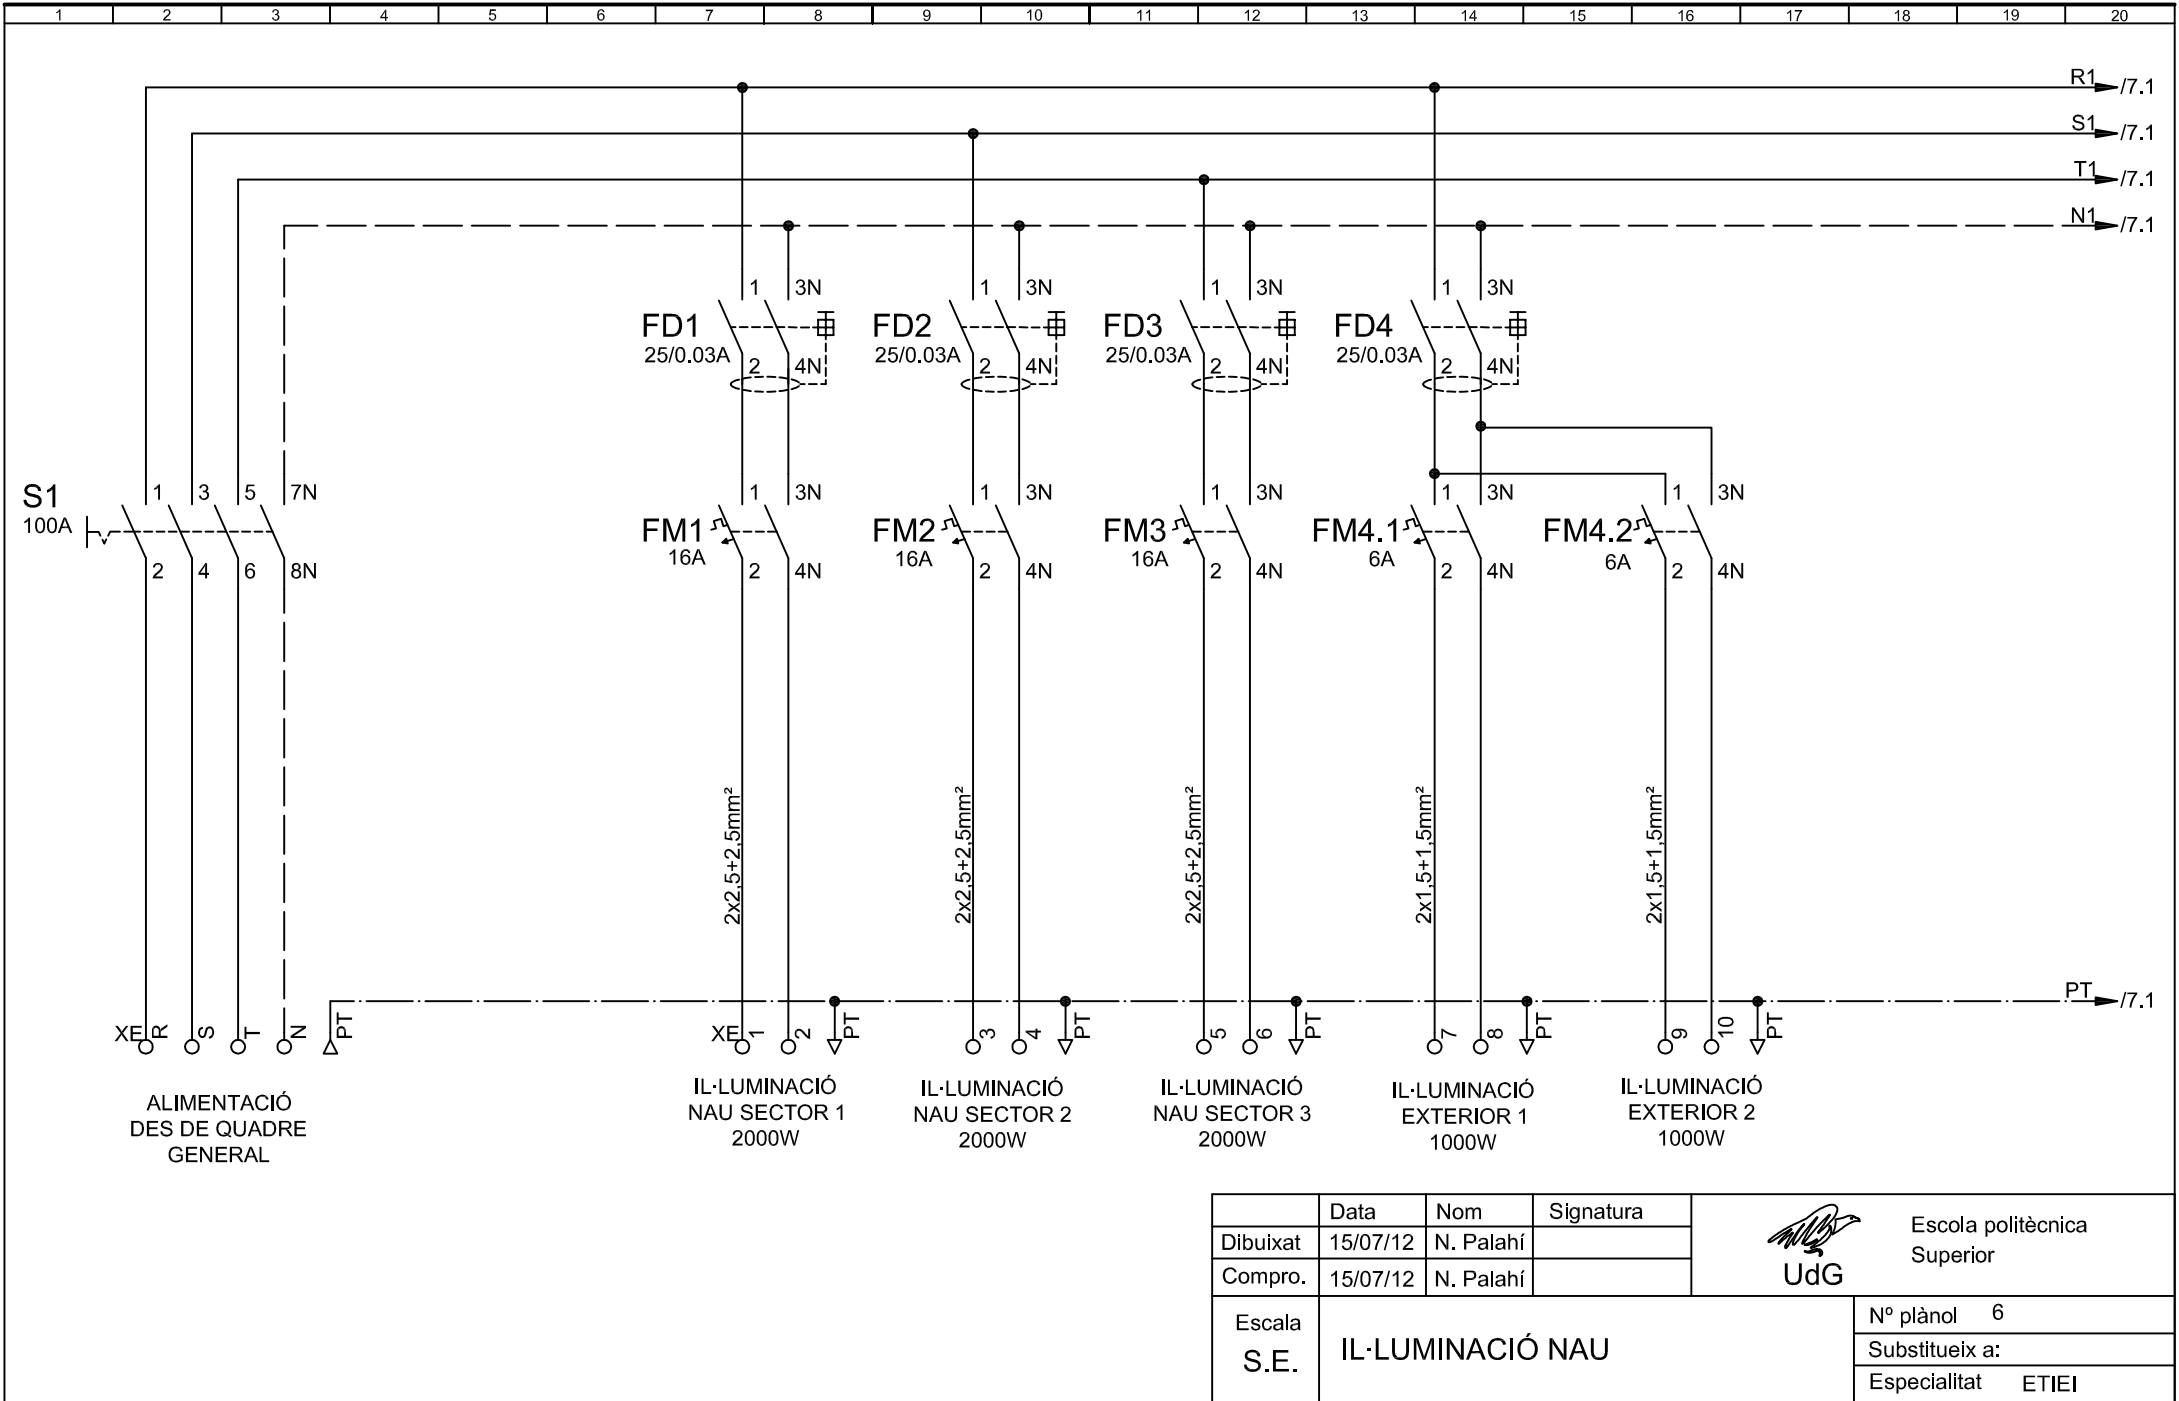 1 2 3 4 5 6 7 8 9 10 11 12 13 14 15 16 17 18 19 20
R1 /7.1
S1 /7.1
T1 /7.1
N1 /7.1
1 3N 1 3N 1 3N 1 3N
FD1 FD2 FD3 FD4
25/0.03A 25/0.03A 25/0.03A 25/0.03A
2 4N 2 4N 2 4N 2 4N
1 3 5 7N 1 3N 1 3N 1 3N 1 3N 1 3N
S1 FM1 FM2 FM3 FM4.1 FM4.2
100A 16A 16A 16A 6A 6A
2 4 6 8N 2 4N 2 4N 2 4N 2 4N 2 4N
2x2,5+2,5mm² 2x2,5+2,5mm² 2x2,5+2,5mm² 2x1,5+1,5mm² 2x1,5+1,5mm²
PT /7.1
XE R S T N PT XE 1 2 PT 3 4 PT 5 6 PT 7 8 PT 9 10 PT
ALIMENTACIÓ
DES DE QUADRE
GENERAL
IL·LUMINACIÓ
NAU SECTOR 1
2000W
IL·LUMINACIÓ
NAU SECTOR 2
2000W
IL·LUMINACIÓ
NAU SECTOR 3
2000W
IL·LUMINACIÓ
EXTERIOR 1
1000W
IL·LUMINACIÓ
EXTERIOR 2
1000W
Data Nom Signatura
Dibuixat 15/07/12 N. Palahí
Compro. 15/07/12 N. Palahí
UdG
Escola politècnica
Superior
Escala
S.E.
IL·LUMINACIÓ NAU
Nº plànol 6
Substitueix a:
Especialitat ETIEI